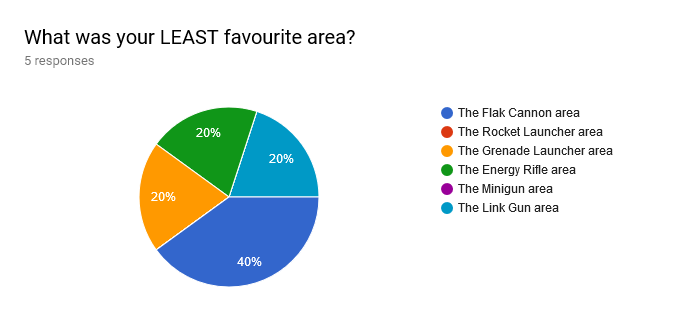 What was your LEAST favourite area?
5 responses
20%
20%
20%
40%
The Flak Cannon area
The Rocket Launcher area
The Grenade Launcher area
The Energy Rifle area
The Minigun area
The Link Gun area